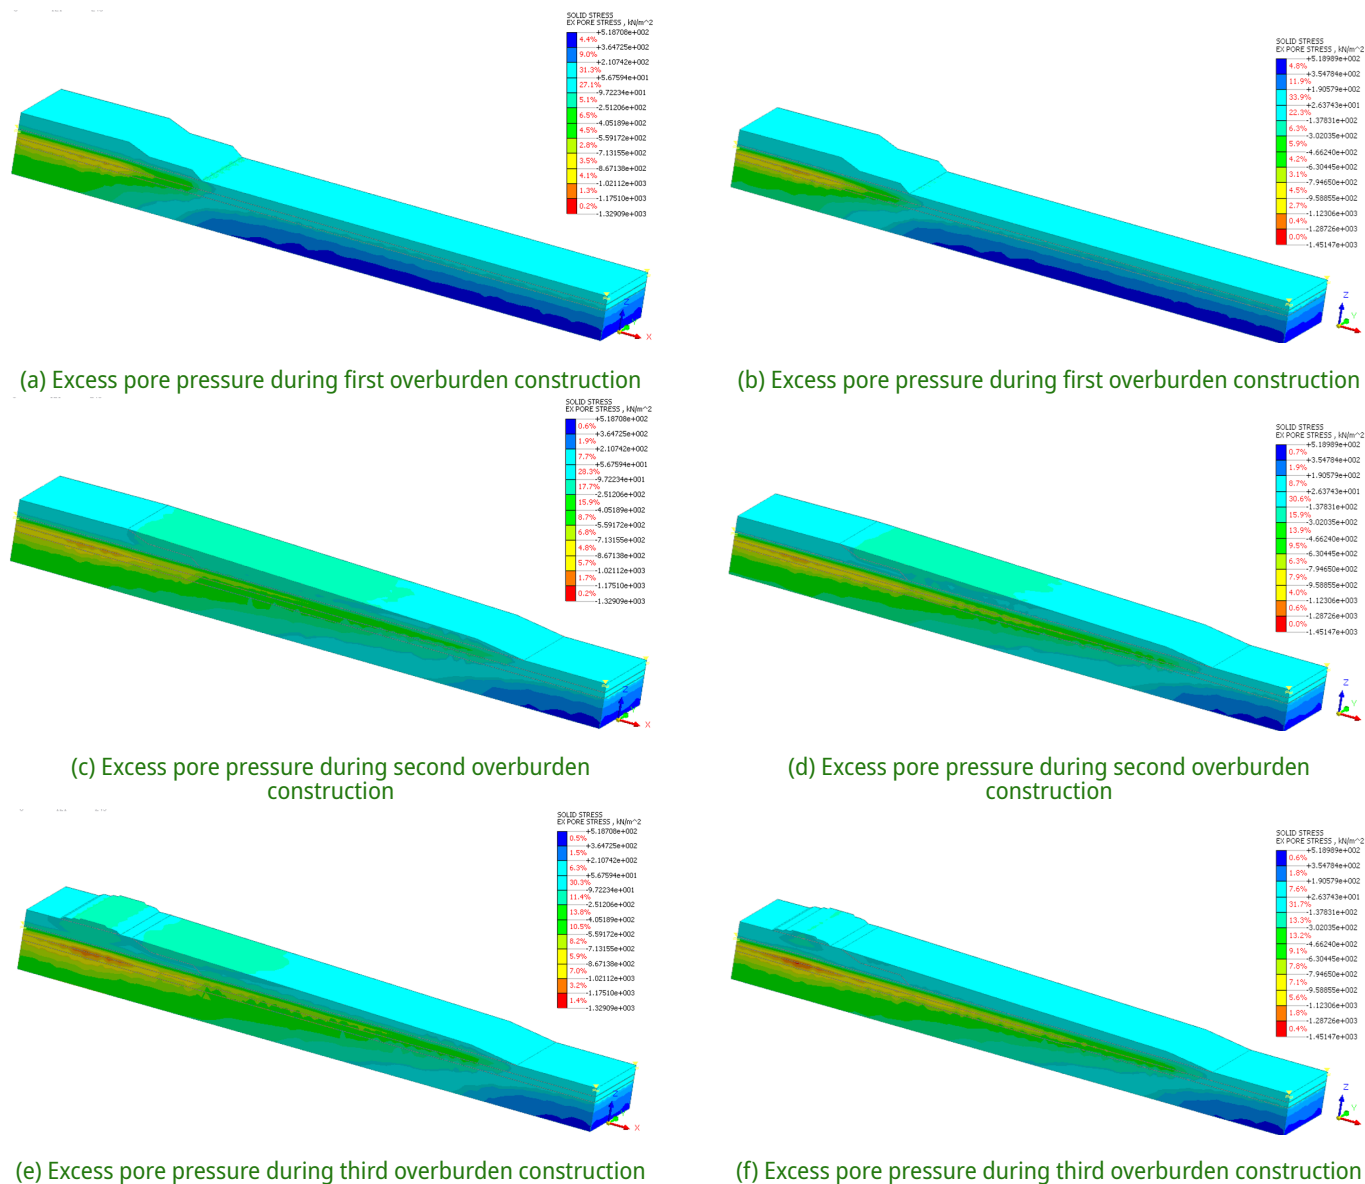 SOLID STRESS
EX PORE STRESS , kN/m^2
+5.18708e+002
4.4%
+3.64725e+002
9.0%
+2.10742e+002
31.3%
+5.67594e+001
27.1%
-9.72234e+001
5.1%
-2.51206e+002
6.5%
-4.05189e+002
4.5%
-5.59172e+002
2.8%
-7.13155e+002
3.5%
-8.67138e+002
4.1%
-1.02112e+003
1.3%
-1.17510e+003
0.2%
-1.32909e+003
Z
X
(a) Excess pore pressure during first overburden construction
SOLID STRESS
EX PORE STRESS , kN/m^2
+5.18989e+002
4.8%
+3.54784e+002
11.9%
+1.90579e+002
33.9%
+2.63743e+001
22.3%
-1.37831e+002
6.3%
-3.02035e+002
5.9%
-4.66240e+002
4.2%
-6.30445e+002
3.1%
-7.94650e+002
4.5%
-9.58855e+002
2.7%
-1.12306e+003
0.4%
-1.28726e+003
0.0%
-1.45147e+003
Z
Y
(b) Excess pore pressure during first overburden construction
SOLID STRESS
EX PORE STRESS , kN/m^2
+5.18708e+002
0.6%
+3.64725e+002
1.9%
+2.10742e+002
7.7%
+5.67594e+001
28.3%
-9.72234e+001
17.7%
-2.51206e+002
15.9%
-4.05189e+002
8.7%
-5.59172e+002
6.8%
-7.13155e+002
4.8%
-8.67138e+002
5.7%
-1.02112e+003
1.7%
-1.17510e+003
0.2%
-1.32909e+003
Z
X
(c) Excess pore pressure during second overburden
construction
SOLID STRESS
EX PORE STRESS , kN/m^2
+5.18989e+002
0.7%
+3.54784e+002
1.9%
+1.90579e+002
8.7%
+2.63743e+001
30.6%
-1.37831e+002
15.9%
-3.02035e+002
13.9%
-4.66240e+002
9.5%
-6.30445e+002
6.3%
-7.94650e+002
7.9%
-9.58855e+002
4.0%
-1.12306e+003
0.6%
-1.28726e+003
0.0%
-1.45147e+003
Z
Y
(d) Excess pore pressure during second overburden
construction
SOLID STRESS
EX PORE STRESS , kN/m^2
+5.18708e+002
0.5%
+3.64725e+002
1.5%
+2.10742e+002
6.3%
+5.67594e+001
30.3%
-9.72234e+001
11.4%
-2.51206e+002
13.8%
-4.05189e+002
10.5%
-5.59172e+002
8.2%
-7.13155e+002
5.9%
-8.67138e+002
7.0%
-1.02112e+003
3.2%
-1.17510e+003
1.4%
-1.32909e+003
Z
X
(e) Excess pore pressure during third overburden construction
SOLID STRESS
EX PORE STRESS , kN/m^2
+5.18989e+002
0.6%
+3.54784e+002
1.8%
+1.90579e+002
7.6%
+2.63743e+001
31.7%
-1.37831e+002
13.3%
-3.02035e+002
13.2%
-4.66240e+002
9.1%
-6.30445e+002
7.8%
-7.94650e+002
7.1%
-9.58855e+002
5.6%
-1.12306e+003
1.8%
-1.28726e+003
0.4%
-1.45147e+003
Z
Y
(f) Excess pore pressure during third overburden construction